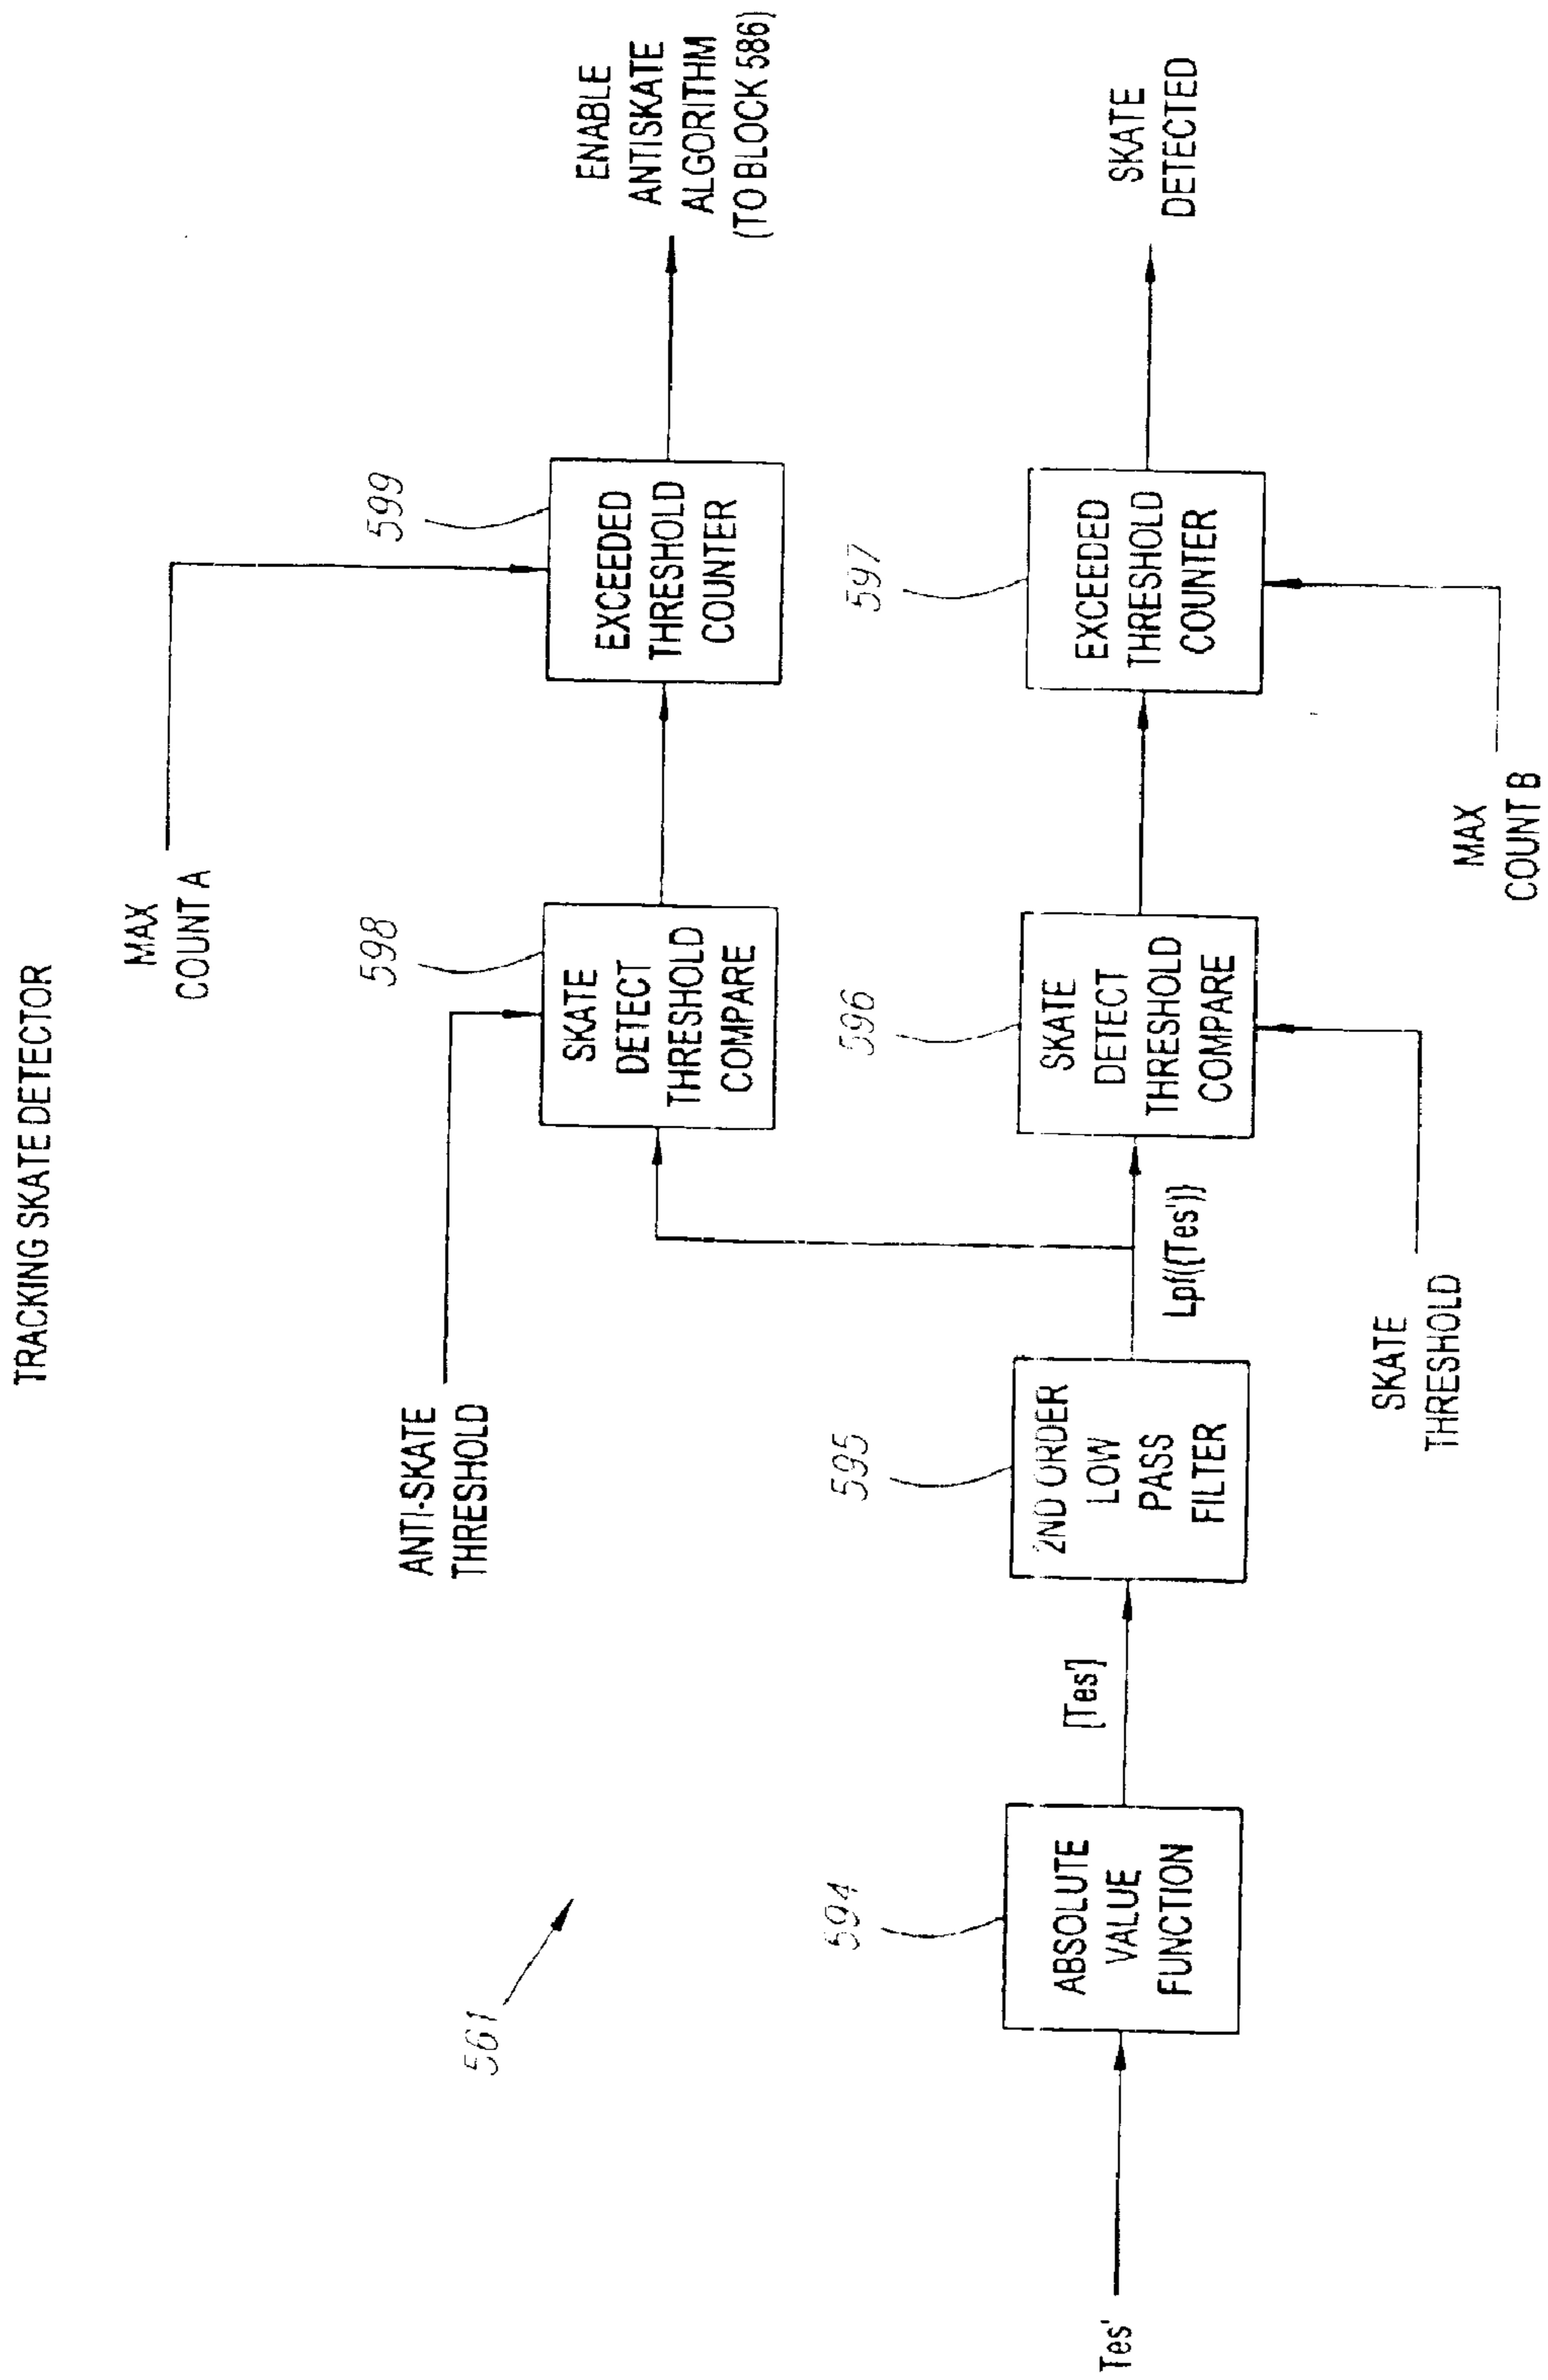 TRACKING SKATE DETECTOR
MAX
COUNT A
ANTI-SKATE
THRESHOLD
598
SKATE
DETECT
THRESHOLD
COMPARE
599
EXCEEDED
THRESHOLD
COUNTER
ENABLE
ANTISKATE
ALGORITHM
(TO BLOCK 586)
561
Tes'
594
ABSOLUTE
VALUE
FUNCTION
[Tes']
595
2ND ORDER
LOW
PASS
FILTER
Lpf({Tes'})
596
SKATE
DETECT
THRESHOLD
COMPARE
597
EXCEEDED
THRESHOLD
COUNTER
SKATE
DETECTED
SKATE
THRESHOLD
MAX
COUNT B